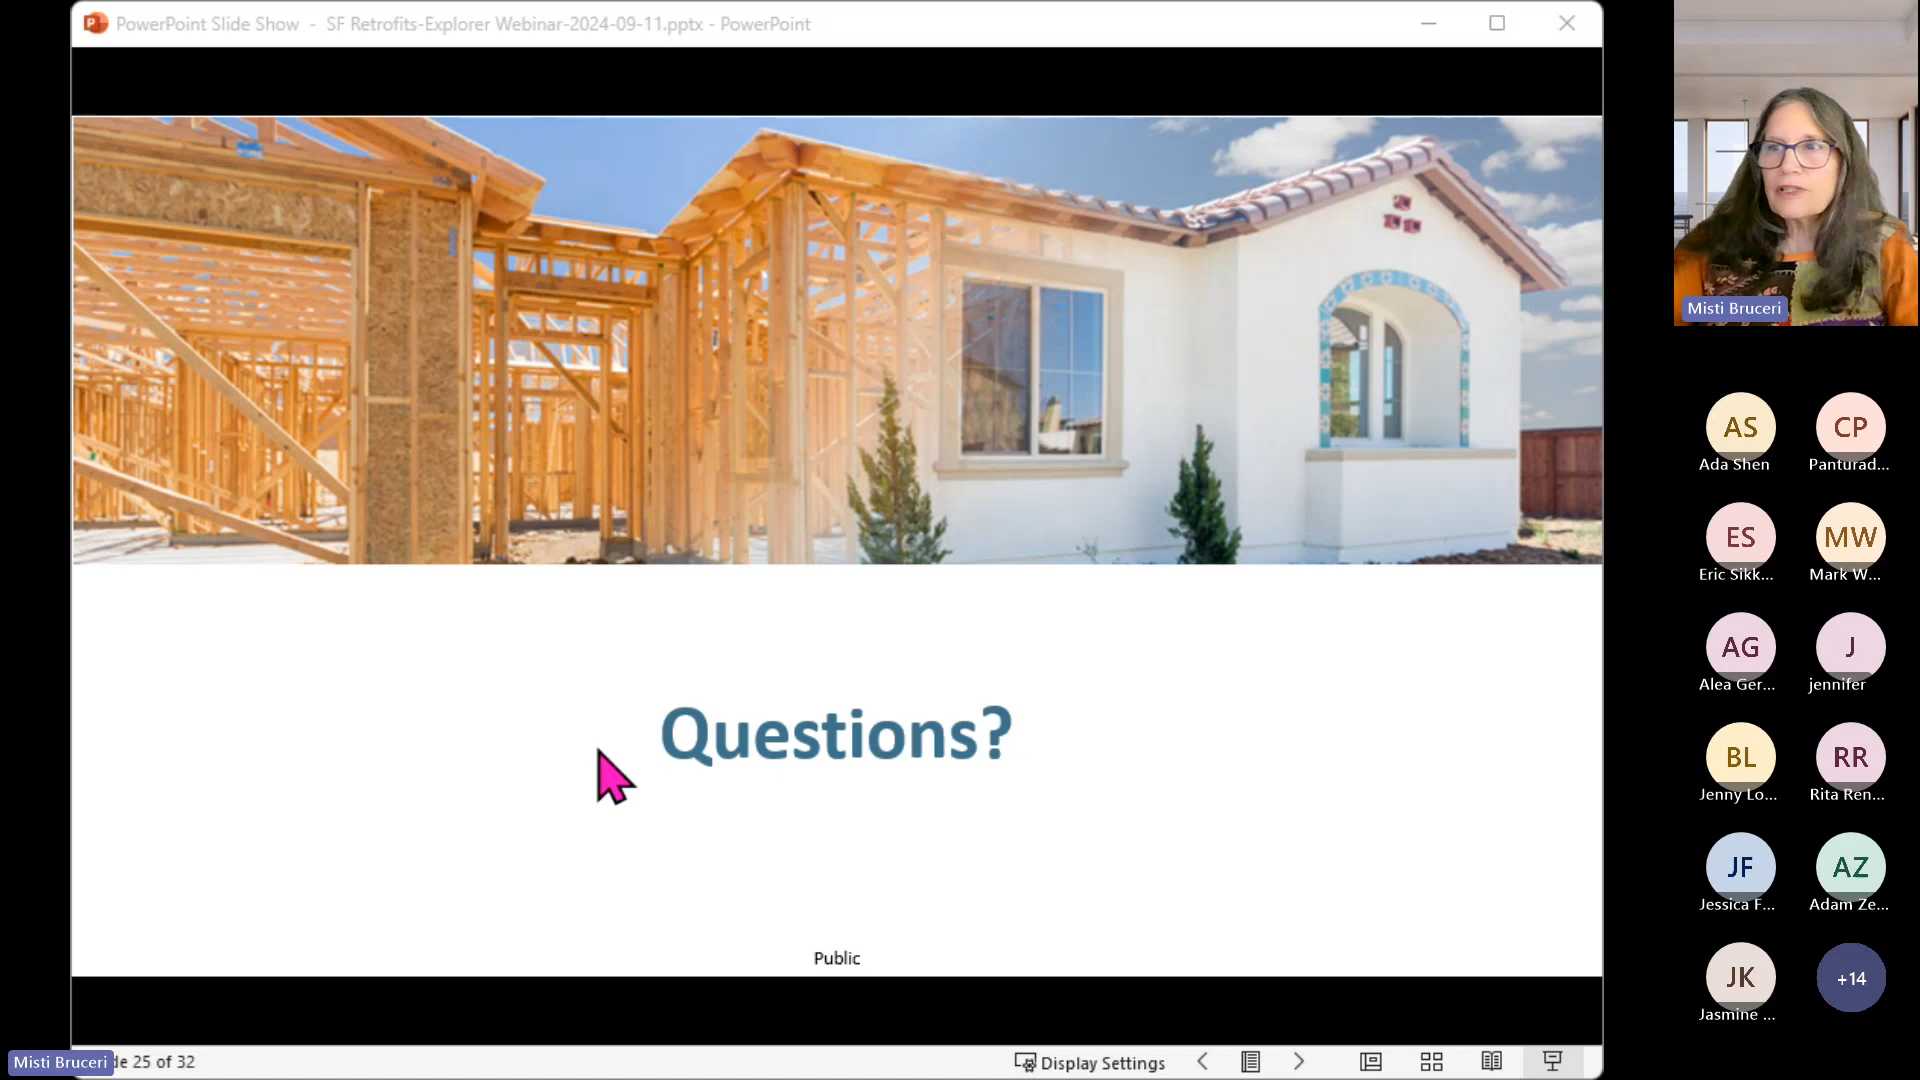 PowerPoint Slide Show - SF Retrofits-Explorer Webinar-2024-09-11.pptx - PowerPoint
Misti Bruceri
AS
Ada Shen
CP
Panturad...
ES
Eric Sikk...
MW
Mark W...
AG
Alea Ger...
J
jennifer
BL
Jenny Lo...
RR
Rita Ren...
Questions?
JF
Jessica F...
AZ
Adam Ze...
Public
JK
Jasmine ...
+14
Misti Bruceri
de 25 of 32
Display Settings